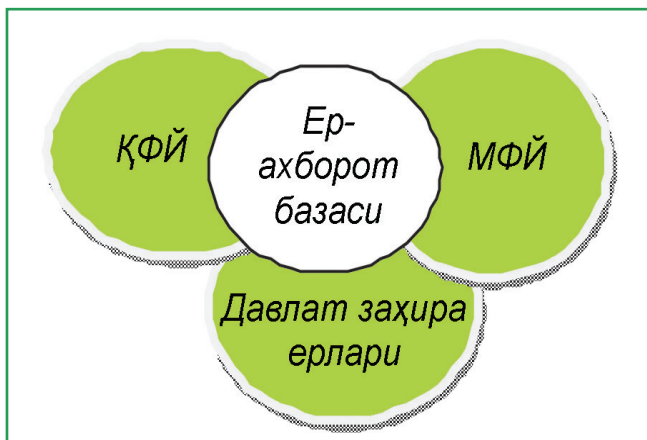 ҚФЙ
Ер-
ахборот
базаси
МФЙ
Давлат заҳира
ерлари